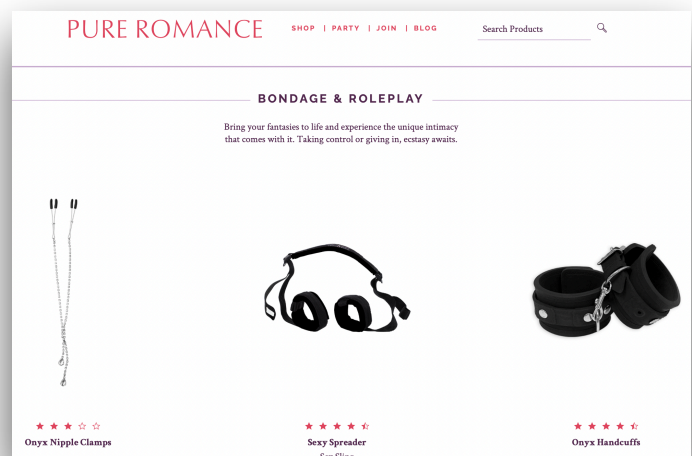 PURE ROMANCE
SHOP | PARTY | JOIN | BLOG
Search Products
BONDAGE & ROLEPLAY
Bring your fantasies to life and experience the unique intimacy
that comes with it. Taking control or giving in, ecstasy awaits.
Onyx Nipple Clamps
Sexy Spreader
Onyx Handcuffs